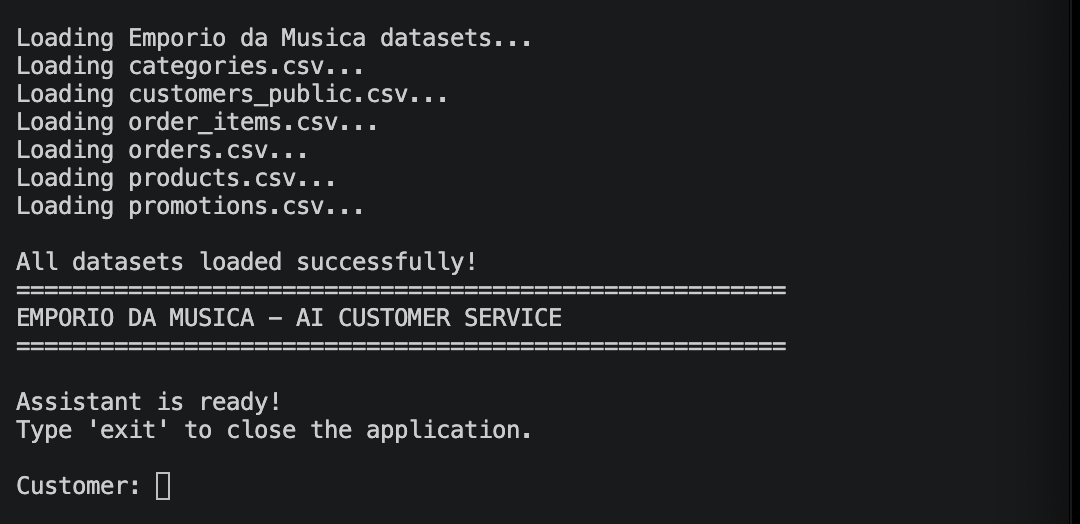 Loading Emporio da Musica datasets...
Loading categories.csv...
Loading customers_public.csv...
Loading order_items.csv...
Loading orders.csv...
Loading products.csv...
Loading promotions.csv...
All datasets loaded successfully!
=======================================================
EMPORIO DA MUSICA - AI CUSTOMER SERVICE
=======================================================
Assistant is ready!
Type 'exit' to close the application.
Customer: